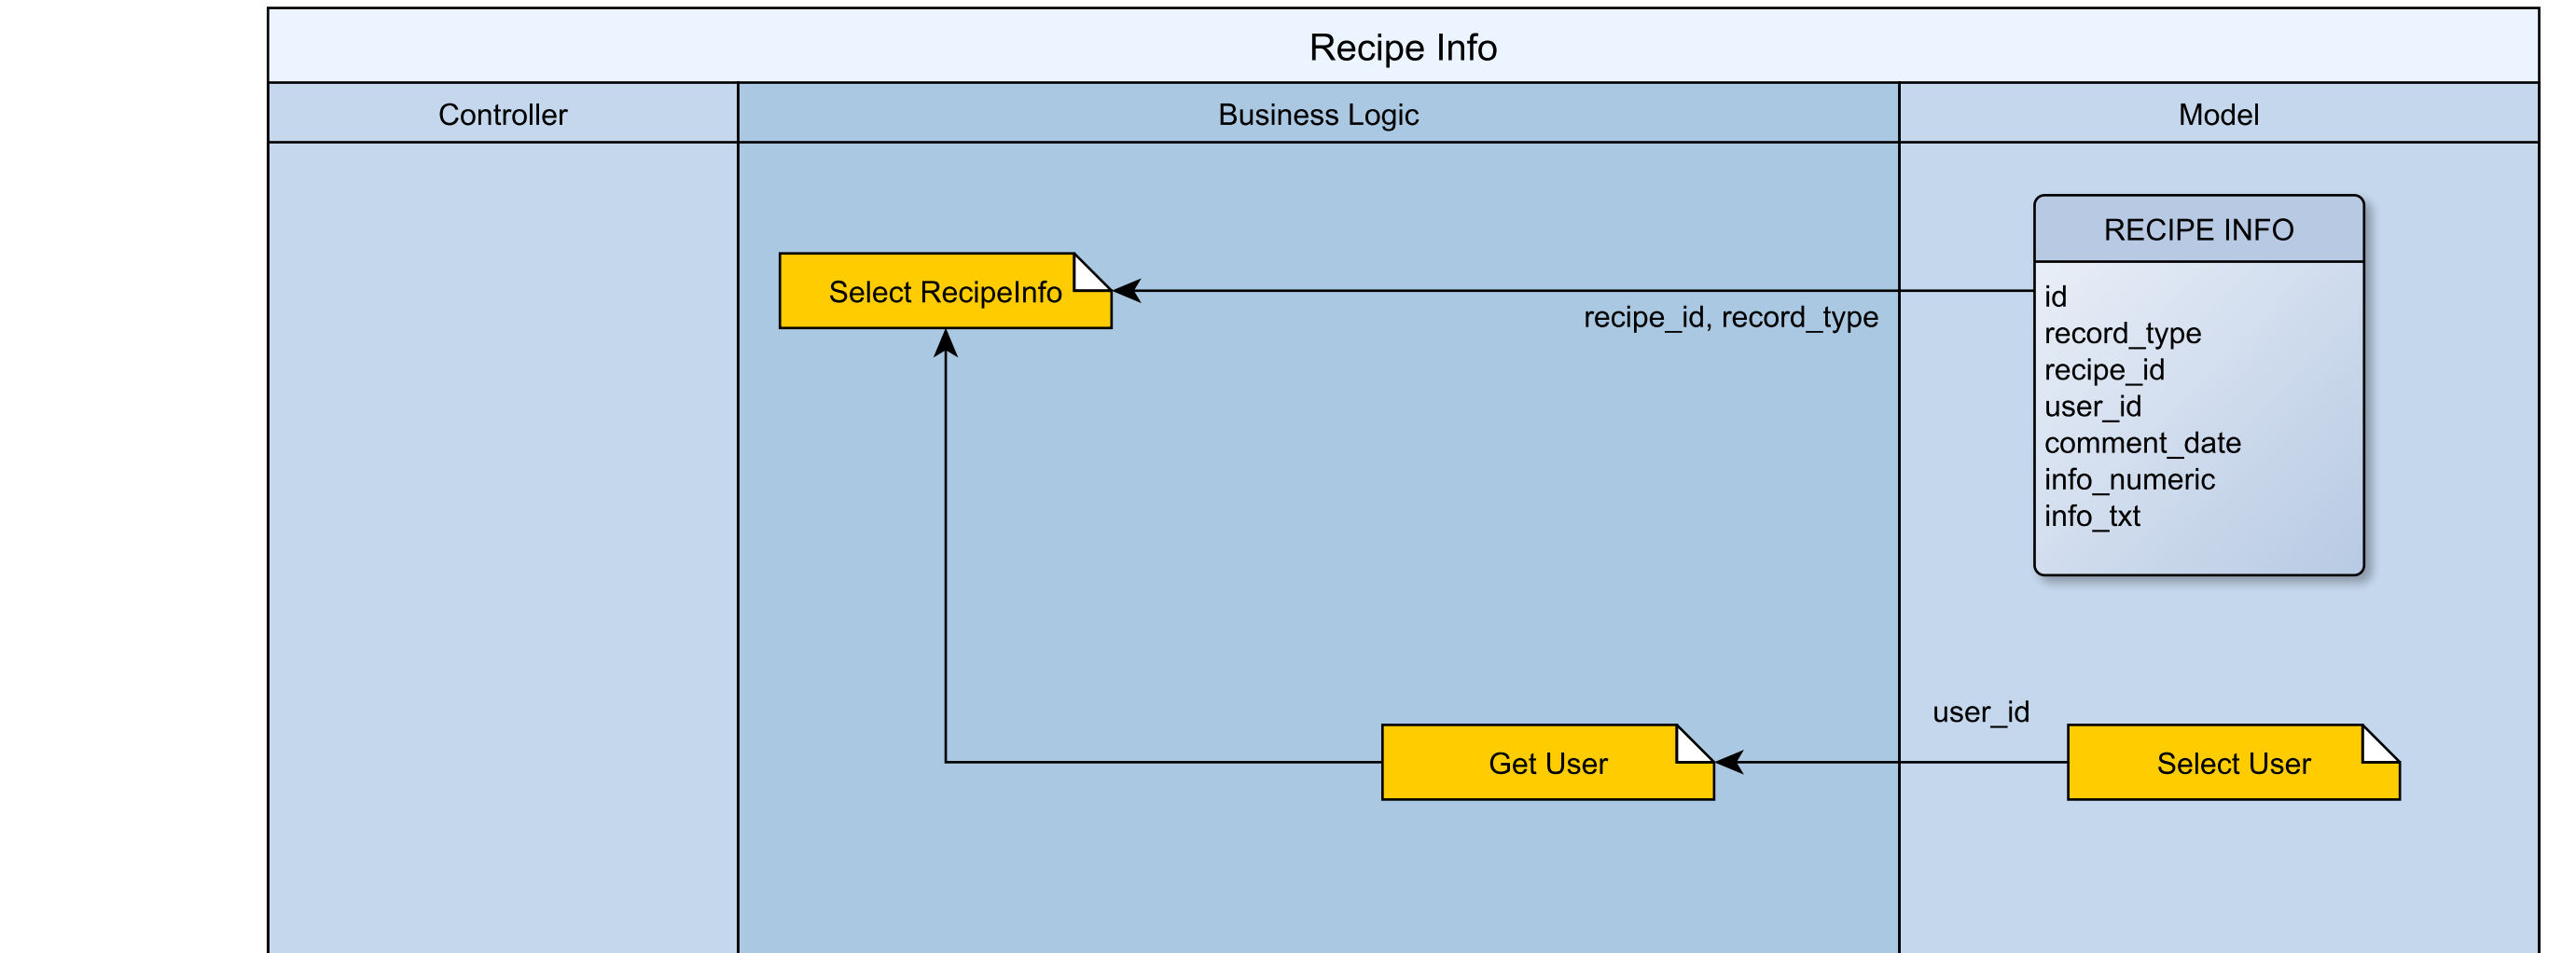 Recipe Info
Controller
Business Logic
Model
RECIPE INFO
Select RecipeInfo
recipe_id, record_type
id
record_type
recipe_id
user_id
comment_date
info_numeric
info_txt
user_id
Get User
Select User